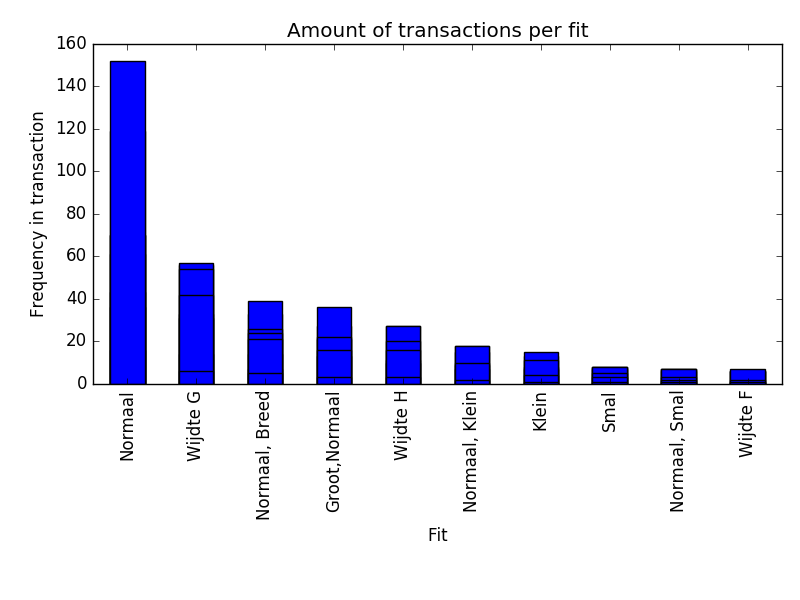 Amount of transactions per fit
Frequency in transaction
160
140
120
100
80
60
40
20
0
Normaal
Wijdte G
Normaal, Breed
Groot,Normaal
Wijdte H
Normaal, Klein
Klein
Smal
Normaal, Smal
Wijdte F
Fit